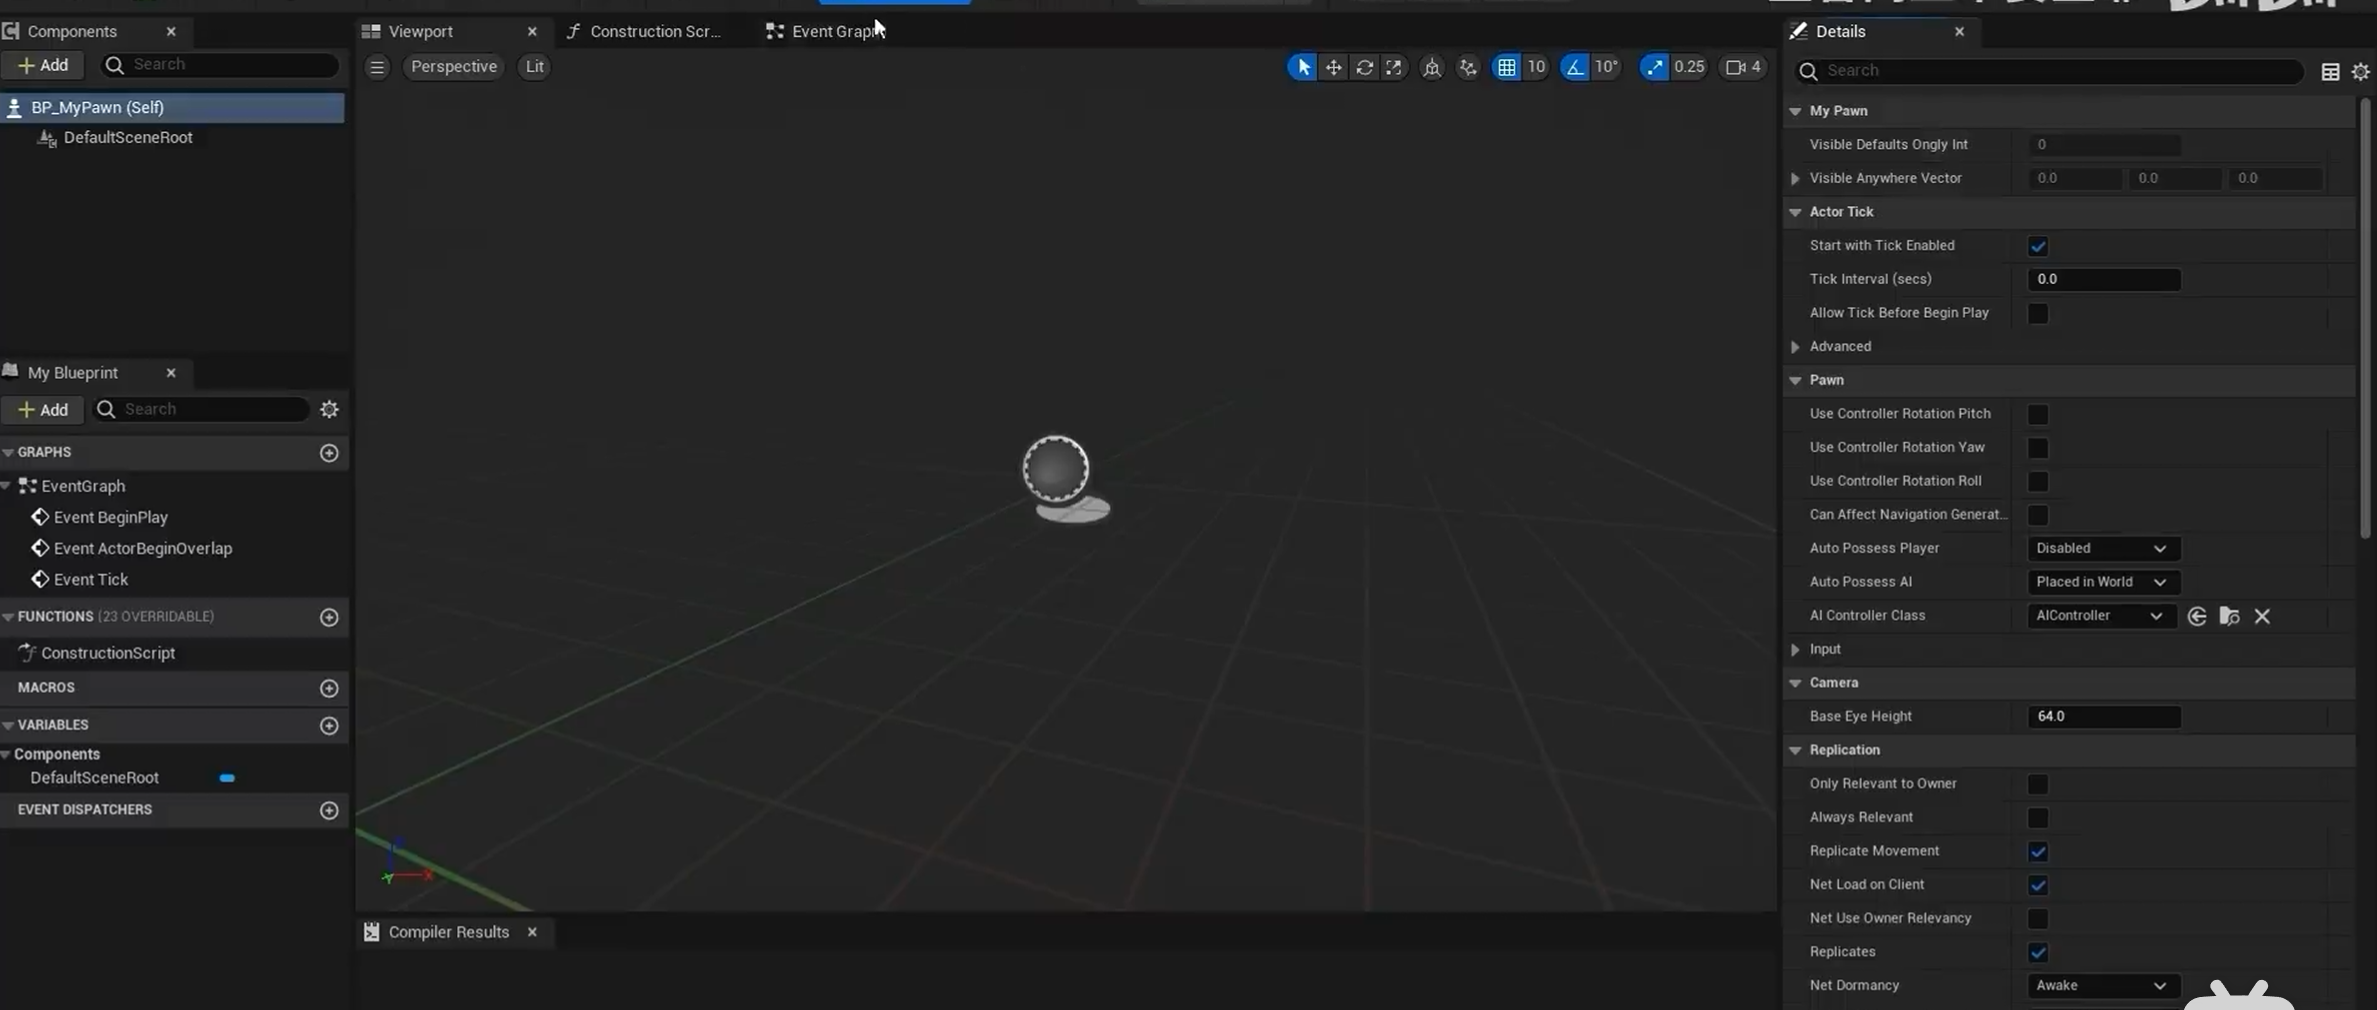 Components
Add
Search
BP_MyPawn (Self)
DefaultSceneRoot
My Blueprint
Add
Search
GRAPHS
EventGraph
Event BeginPlay
Event ActorBeginOverlap
Event Tick
FUNCTIONS (23 OVERRIDABLE)
ConstructionScript
MACROS
VARIABLES
Components
DefaultSceneRoot
EVENT DISPATCHERS
Viewport
Construction Scr...
Event Graph
Perspective
Lit
10
10°
0.25
4
Compiler Results
Details
Search
My Pawn
Visible Defaults Ongly Int 0
Visible Anywhere Vector 0.0 0.0 0.0
Actor Tick
Start with Tick Enabled
Tick Interval (secs) 0.0
Allow Tick Before Begin Play
Advanced
Pawn
Use Controller Rotation Pitch
Use Controller Rotation Yaw
Use Controller Rotation Roll
Can Affect Navigation Generat...
Auto Possess Player Disabled
Auto Possess AI Placed in World
AI Controller Class AIController
Input
Camera
Base Eye Height 64.0
Replication
Only Relevant to Owner
Always Relevant
Replicate Movement
Net Load on Client
Net Use Owner Relevancy
Replicates
Net Dormancy Awake